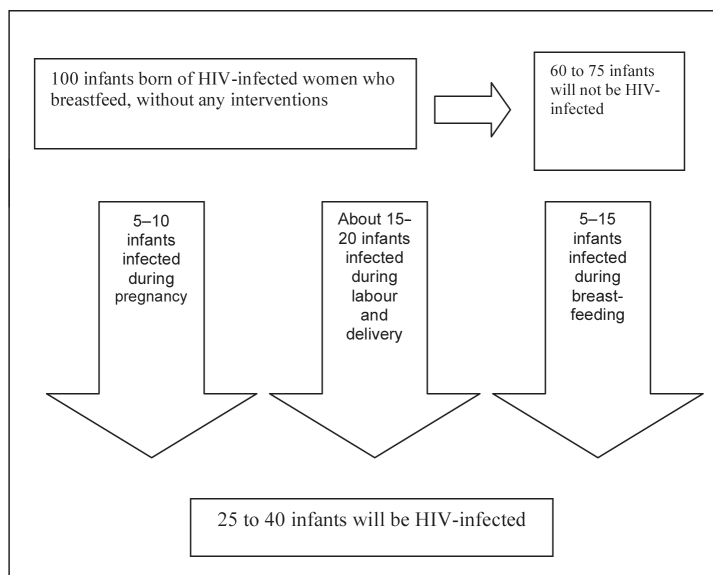 100 infants born of HIV-infected women who
breastfeed, without any interventions
60 to 75 infants
will not be HIV-
infected
5–10
infants
infected
during
pregnancy
About 15–
20 infants
infected
during
labour
and
delivery
5–15
infants
infected
during
breast-
feeding
25 to 40 infants will be HIV-infected